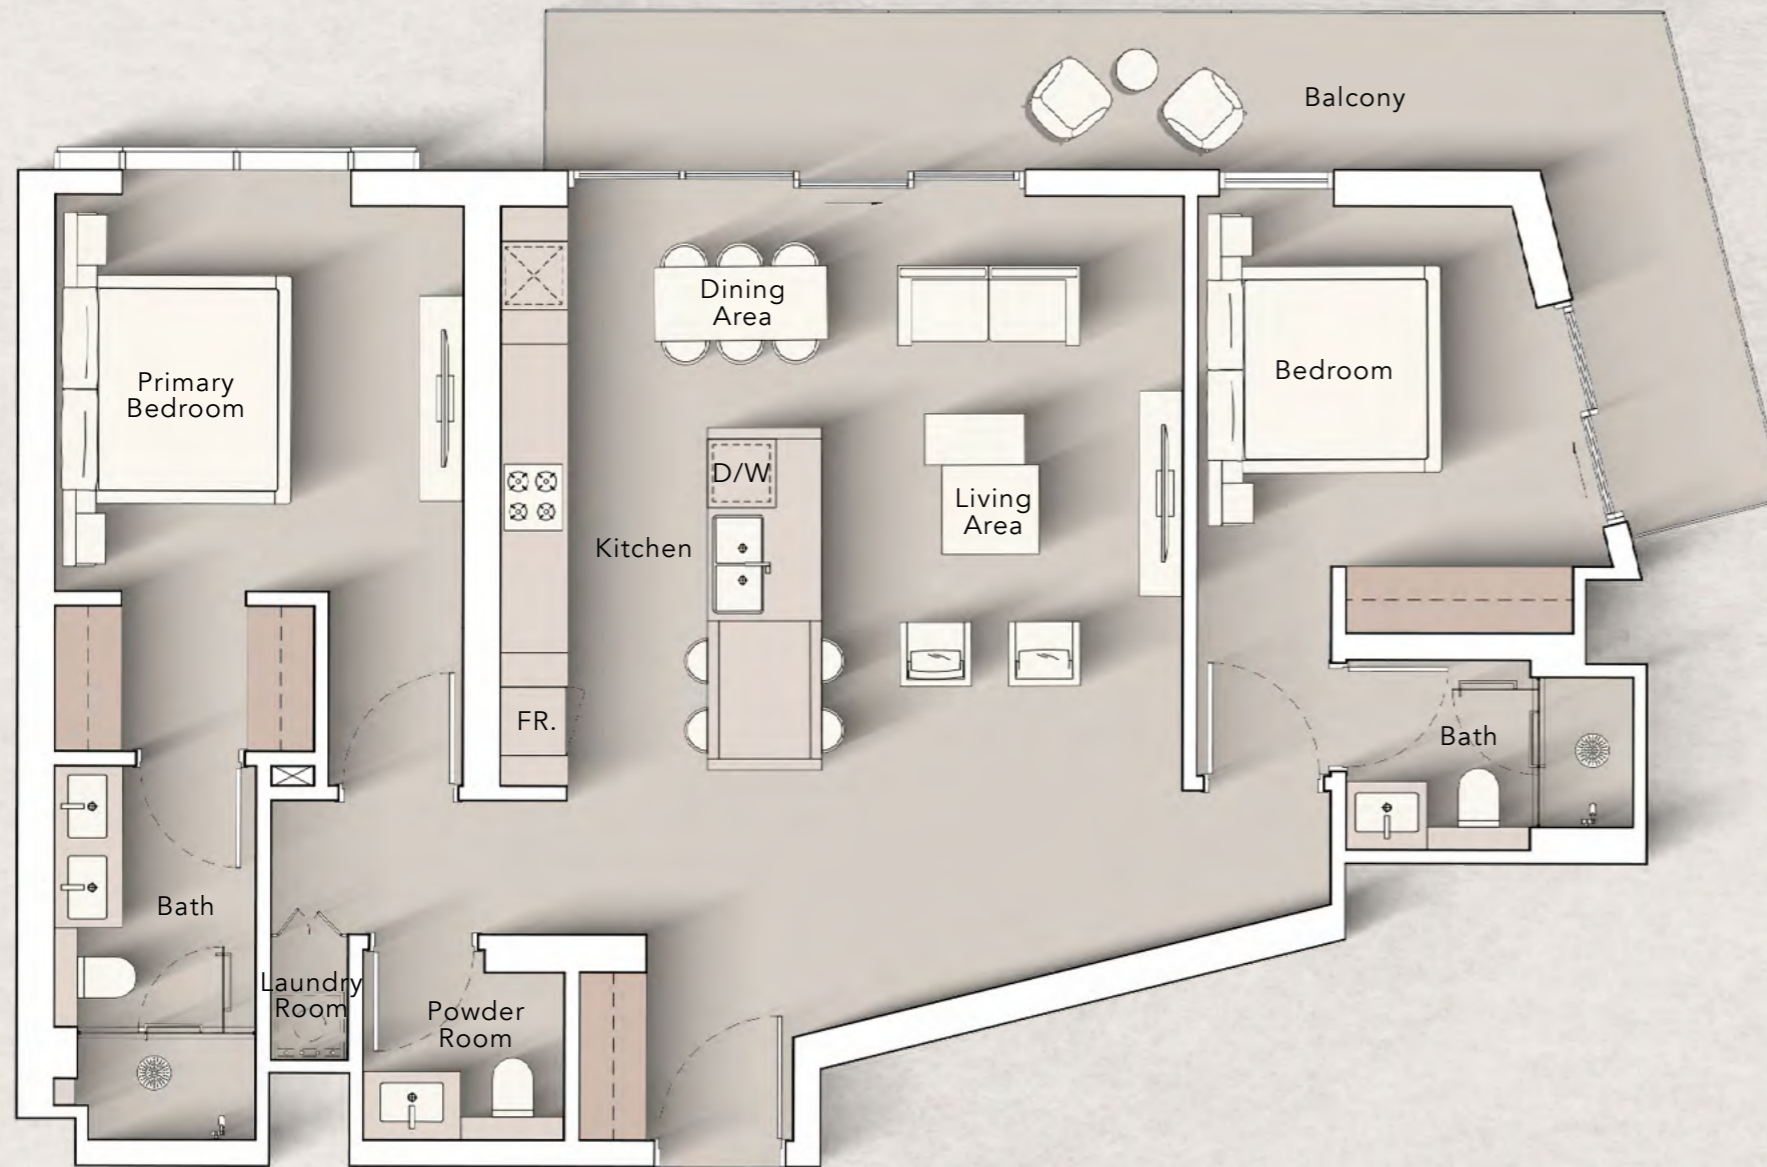 Balcony
Dining
Area
Primary
Bedroom
Bedroom
D/W
Living
Area
Kitchen
FR.
Bath
Bath
Laundry
Room
Powder
Room